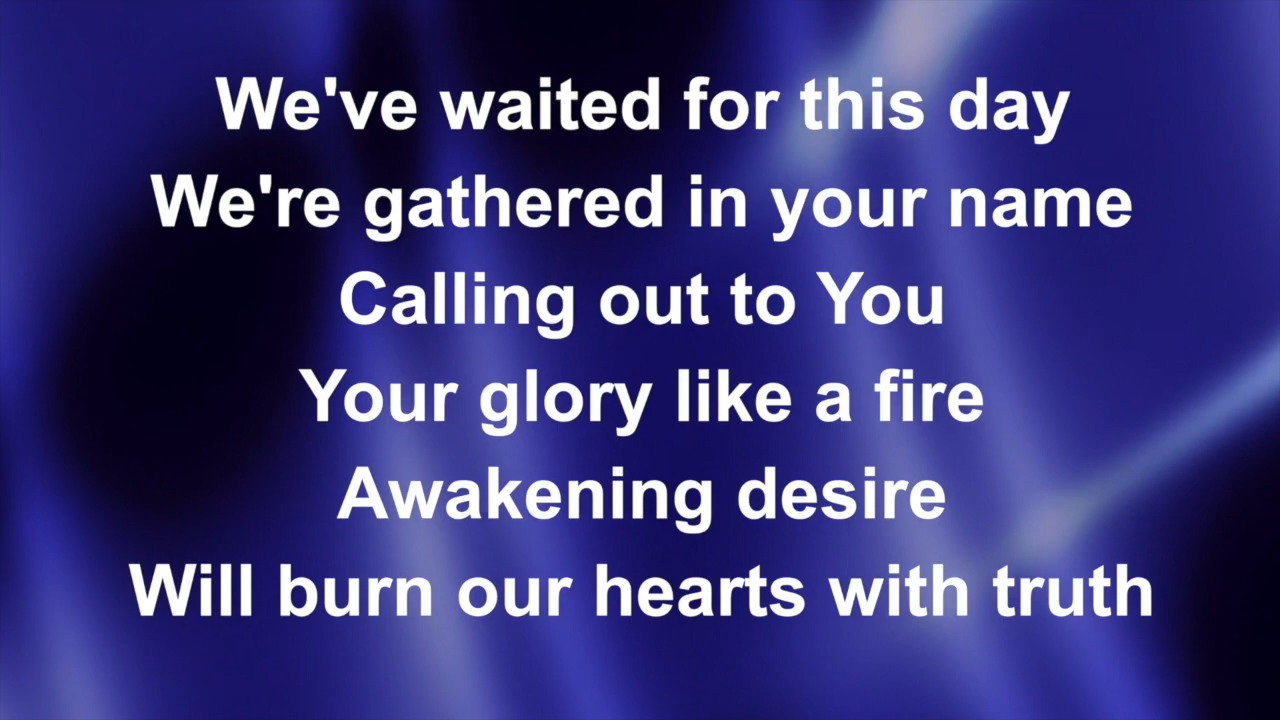 We've waited for this day
We're gathered in your name
Calling out to You
Your glory like a fire
Awakening desire
Will burn our hearts with truth